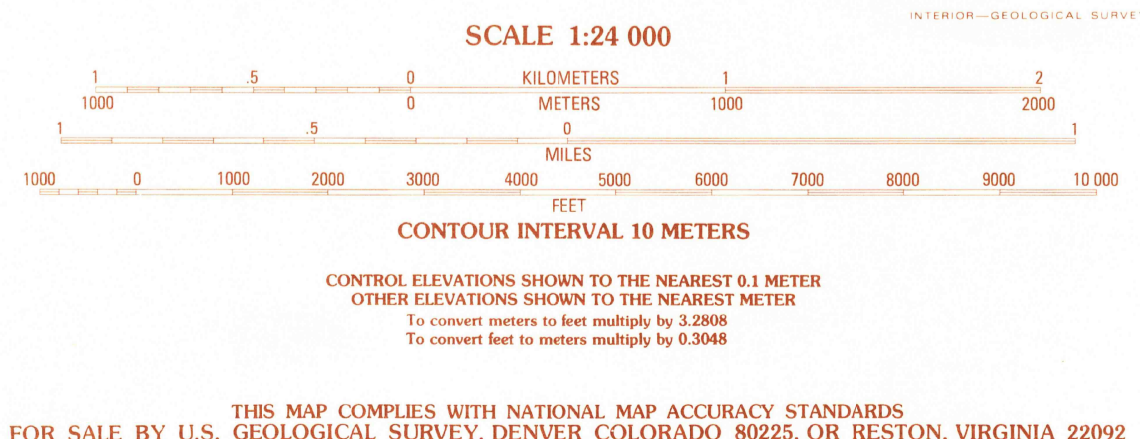 INTERIOR—GEOLOGICAL SURVEY
SCALE 1:24 000
1 .5 0 KILOMETERS 1 2
1000 0 METERS 1000 2000
1 .5 0 1
MILES
1000 0 1000 2000 3000 4000 5000 6000 7000 8000 9000 10 000
FEET
CONTOUR INTERVAL 10 METERS
CONTROL ELEVATIONS SHOWN TO THE NEAREST 0.1 METER
OTHER ELEVATIONS SHOWN TO THE NEAREST METER
To convert meters to feet multiply by 3.2808
To convert feet to meters multiply by 0.3048
THIS MAP COMPLIES WITH NATIONAL MAP ACCURACY STANDARDS
FOR SALE BY U.S. GEOLOGICAL SURVEY, DENVER COLORADO 80225, OR RESTON, VIRGINIA 22092